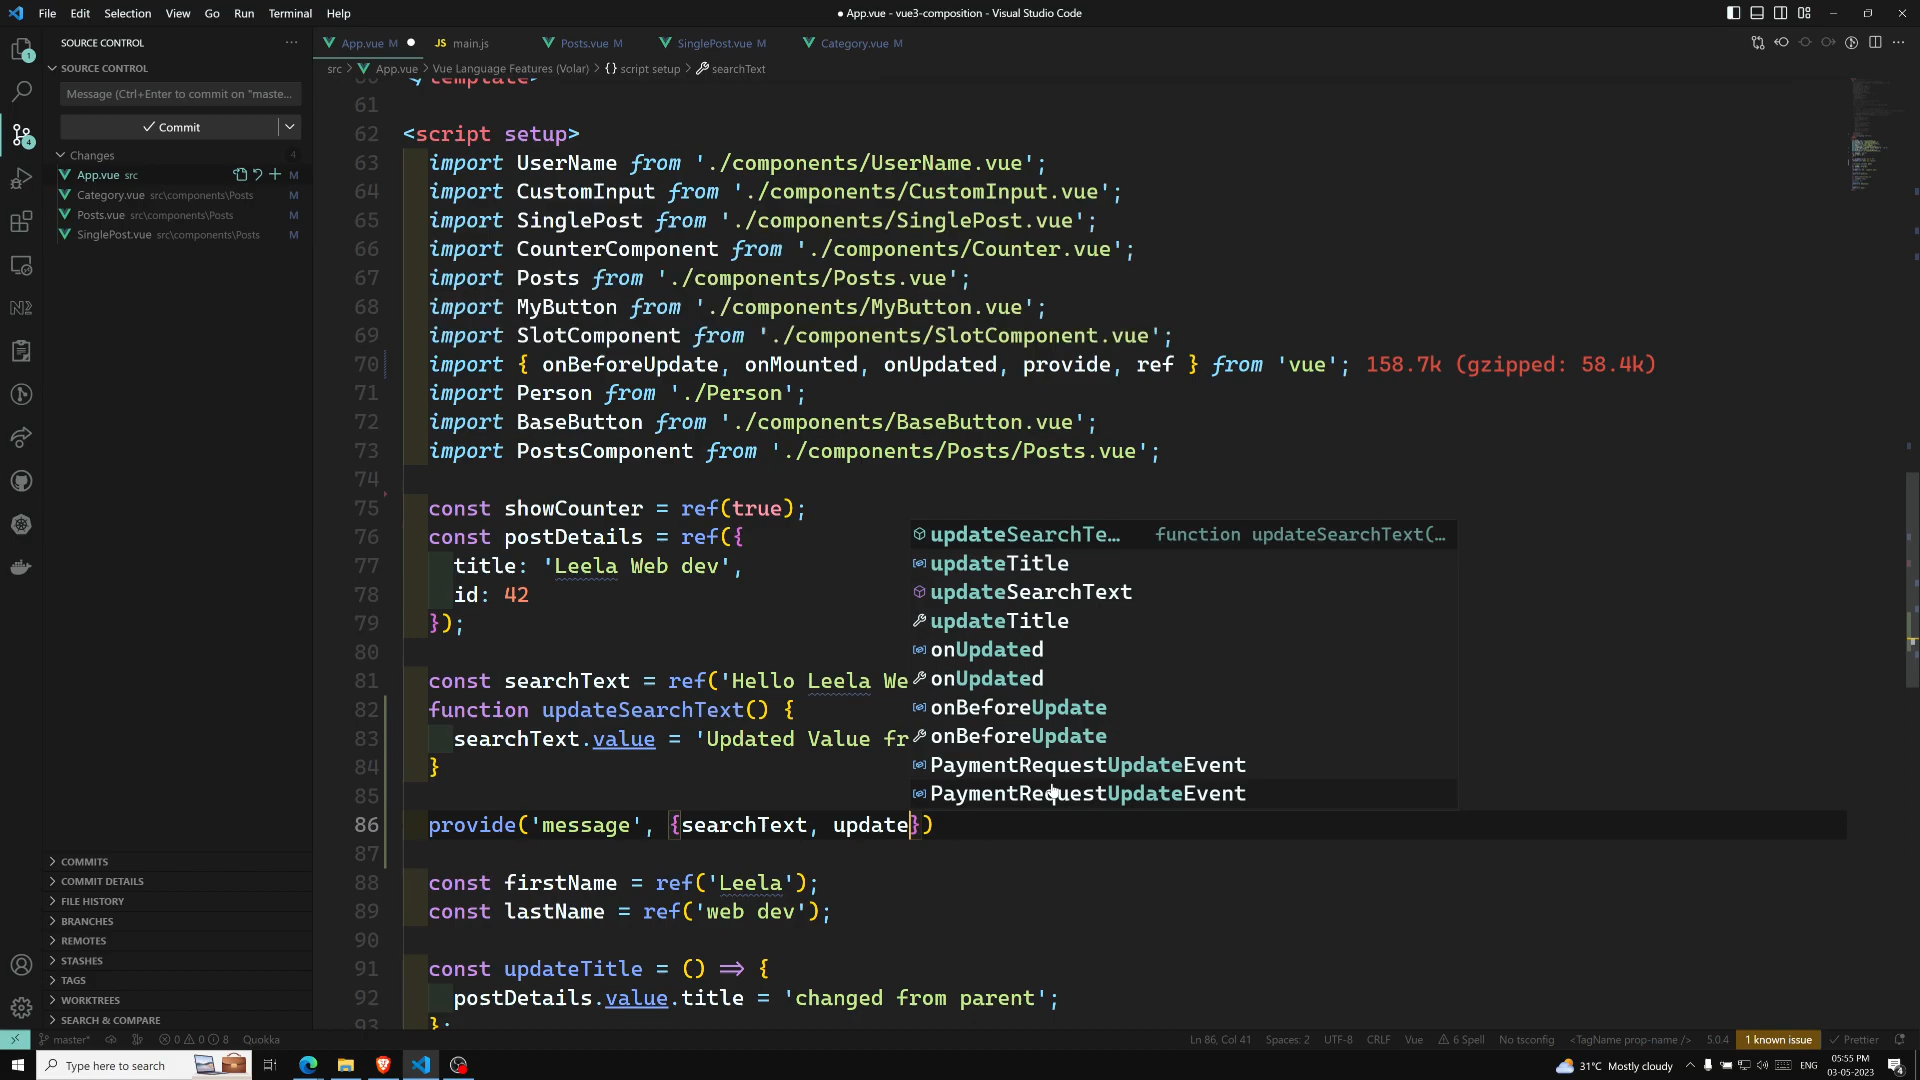 File Edit Selection View Go Run Terminal Help
● App.vue - vue3-composition - Visual Studio Code
SOURCE CONTROL
App.vue M
JS main.js
Posts.vue M
SinglePost.vue M
Category.vue M
SOURCE CONTROL
src > App.vue > Vue Language Features (Volar) > {} script setup > searchText
Message (Ctrl+Enter to commit on "maste...
Commit
Changes 4
App.vue src M
Category.vue src\components\Posts M
Posts.vue src\components\Posts M
SinglePost.vue src\components\Posts M
61
62 <script setup>
63 import UserName from './components/UserName.vue';
64 import CustomInput from './components/CustomInput.vue';
65 import SinglePost from './components/SinglePost.vue';
66 import CounterComponent from './components/Counter.vue';
67 import Posts from './components/Posts.vue';
68 import MyButton from './components/MyButton.vue';
69 import SlotComponent from './components/SlotComponent.vue';
70 import { onBeforeUpdate, onMounted, onUpdated, provide, ref } from 'vue'; 158.7k (gzipped: 58.4k)
71 import Person from './Person';
72 import BaseButton from './components/BaseButton.vue';
73 import PostsComponent from './components/Posts/Posts.vue';
74
75 const showCounter = ref(true);
76 const postDetails = ref({
77 title: 'Leela Web dev',
78 id: 42
79 });
80
81 const searchText = ref('Hello Leela We
82 function updateSearchText() {
83 searchText.value = 'Updated Value fr
84 }
85
86 provide('message', {searchText, update})
87
88 const firstName = ref('Leela');
89 const lastName = ref('web dev');
90
91 const updateTitle = () => {
92 postDetails.value.title = 'changed from parent';
93 };
updateSearchTe... function updateSearchText(...
updateTitle
updateSearchText
updateTitle
onUpdated
onUpdated
onBeforeUpdate
onBeforeUpdate
PaymentRequestUpdateEvent
PaymentRequestUpdateEvent
COMMITS
COMMIT DETAILS
FILE HISTORY
BRANCHES
REMOTES
STASHES
TAGS
WORKTREES
SEARCH & COMPARE
master* 0 0 8 Quokka
Ln 86, Col 41 Spaces: 2 UTF-8 CRLF Vue 6 Spell No tsconfig <TagName prop-name /> 5.0.4 1 known issue Prettier
Type here to search
31°C Mostly cloudy ENG 05:55 PM
03-05-2023 4